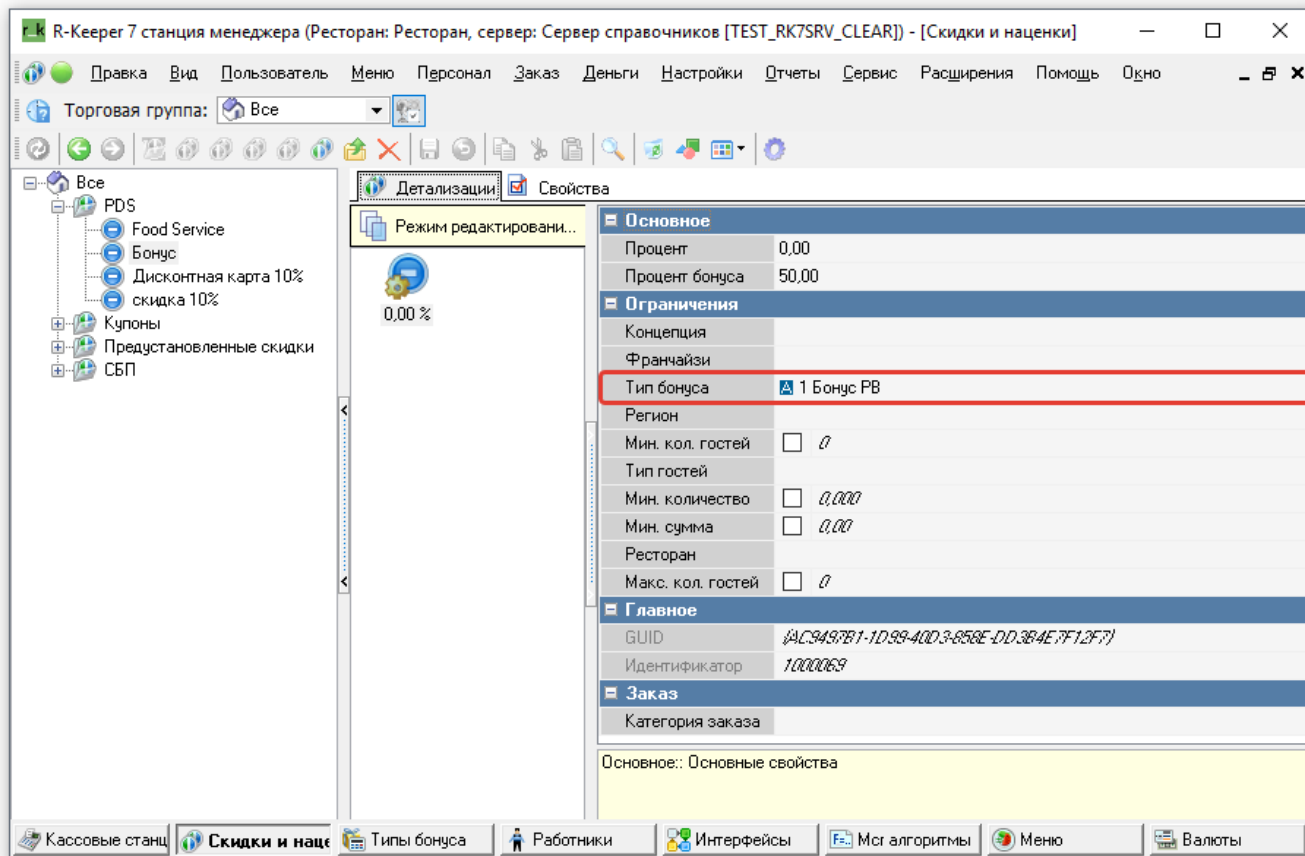 r_k R-Keeper 7 станция менеджера (Ресторан: Ресторан, сервер: Сервер справочников [TEST_RK7SRV_CLEAR]) - [Скидки и наценки]
Правка Вид Пользователь Меню Персонал Заказ Деньги Настройки Отчеты Сервис Расширения Помощь Окно
Торговая группа: Все
Все
PDS
Food Service
Бонус
Дисконтная карта 10%
скидка 10%
Купоны
Предустановленные скидки
СБП
Детализации Свойства
Режим редактировани...
0,00 %
Основное
Процент 0,00
Процент бонуса 50,00
Ограничения
Концепция
Франчайзи
Тип бонуса A 1 Бонус РВ
Регион
Мин. кол. гостей 0
Тип гостей
Мин. количество 0,000
Мин. сумма 0,00
Ресторан
Макс. кол. гостей 0
Главное
GUID {AC9497B1-1D99-40D3-858E-DD3B4E7F12F7}
Идентификатор 1000069
Заказ
Категория заказа
Основное:: Основные свойства
Кассовые станц Скидки и наце Типы бонуса Работники Интерфейсы F=.. Мcr алгоритмы Меню Валюты